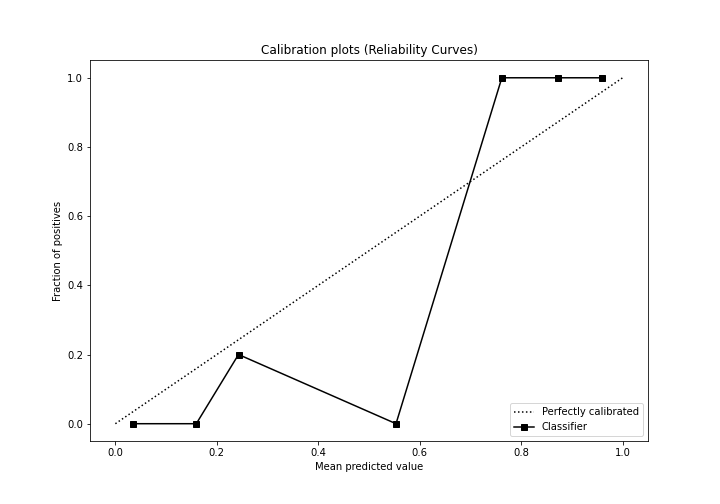 Calibration plots (Reliability Curves)
Fraction of positives
1.0
0.8
0.6
0.4
0.2
0.0
Perfectly calibrated
Classifier
0.0 0.2 0.4 0.6 0.8 1.0
Mean predicted value